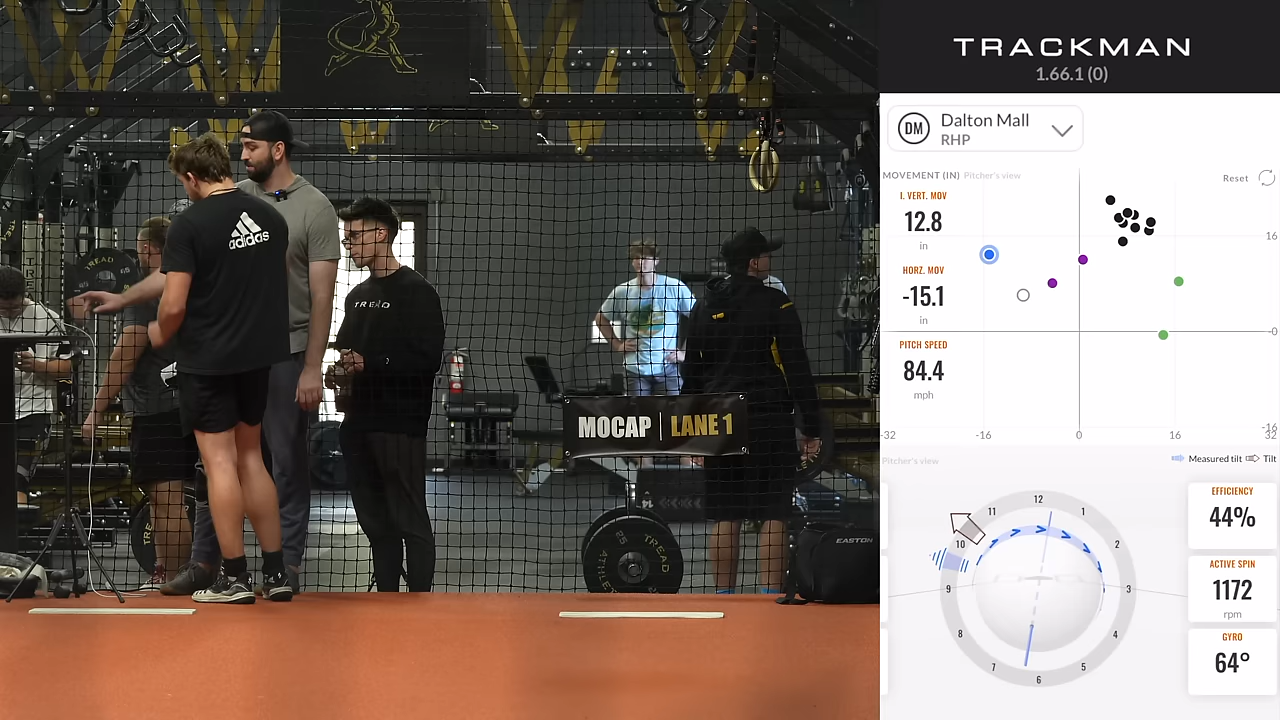 TRACKMAN
1.66.1 (0)
DM
Dalton Mall
RHP
MOVEMENT (IN) Pitcher's view
Reset
I. VERT. MOV
12.8
in
HORZ. MOV
-15.1
in
PITCH SPEED
84.4
mph
16
0
-16
-32
-16
0
16
32
Pitcher's view
Measured tilt
Tilt
12
1
2
3
4
5
6
7
8
9
10
11
EFFICIENCY
44%
ACTIVE SPIN
1172
rpm
GYRO
64°
adidas
TREAD
TREAD
MOCAP | LANE 1
EASTON
25
TREAD
TREAD